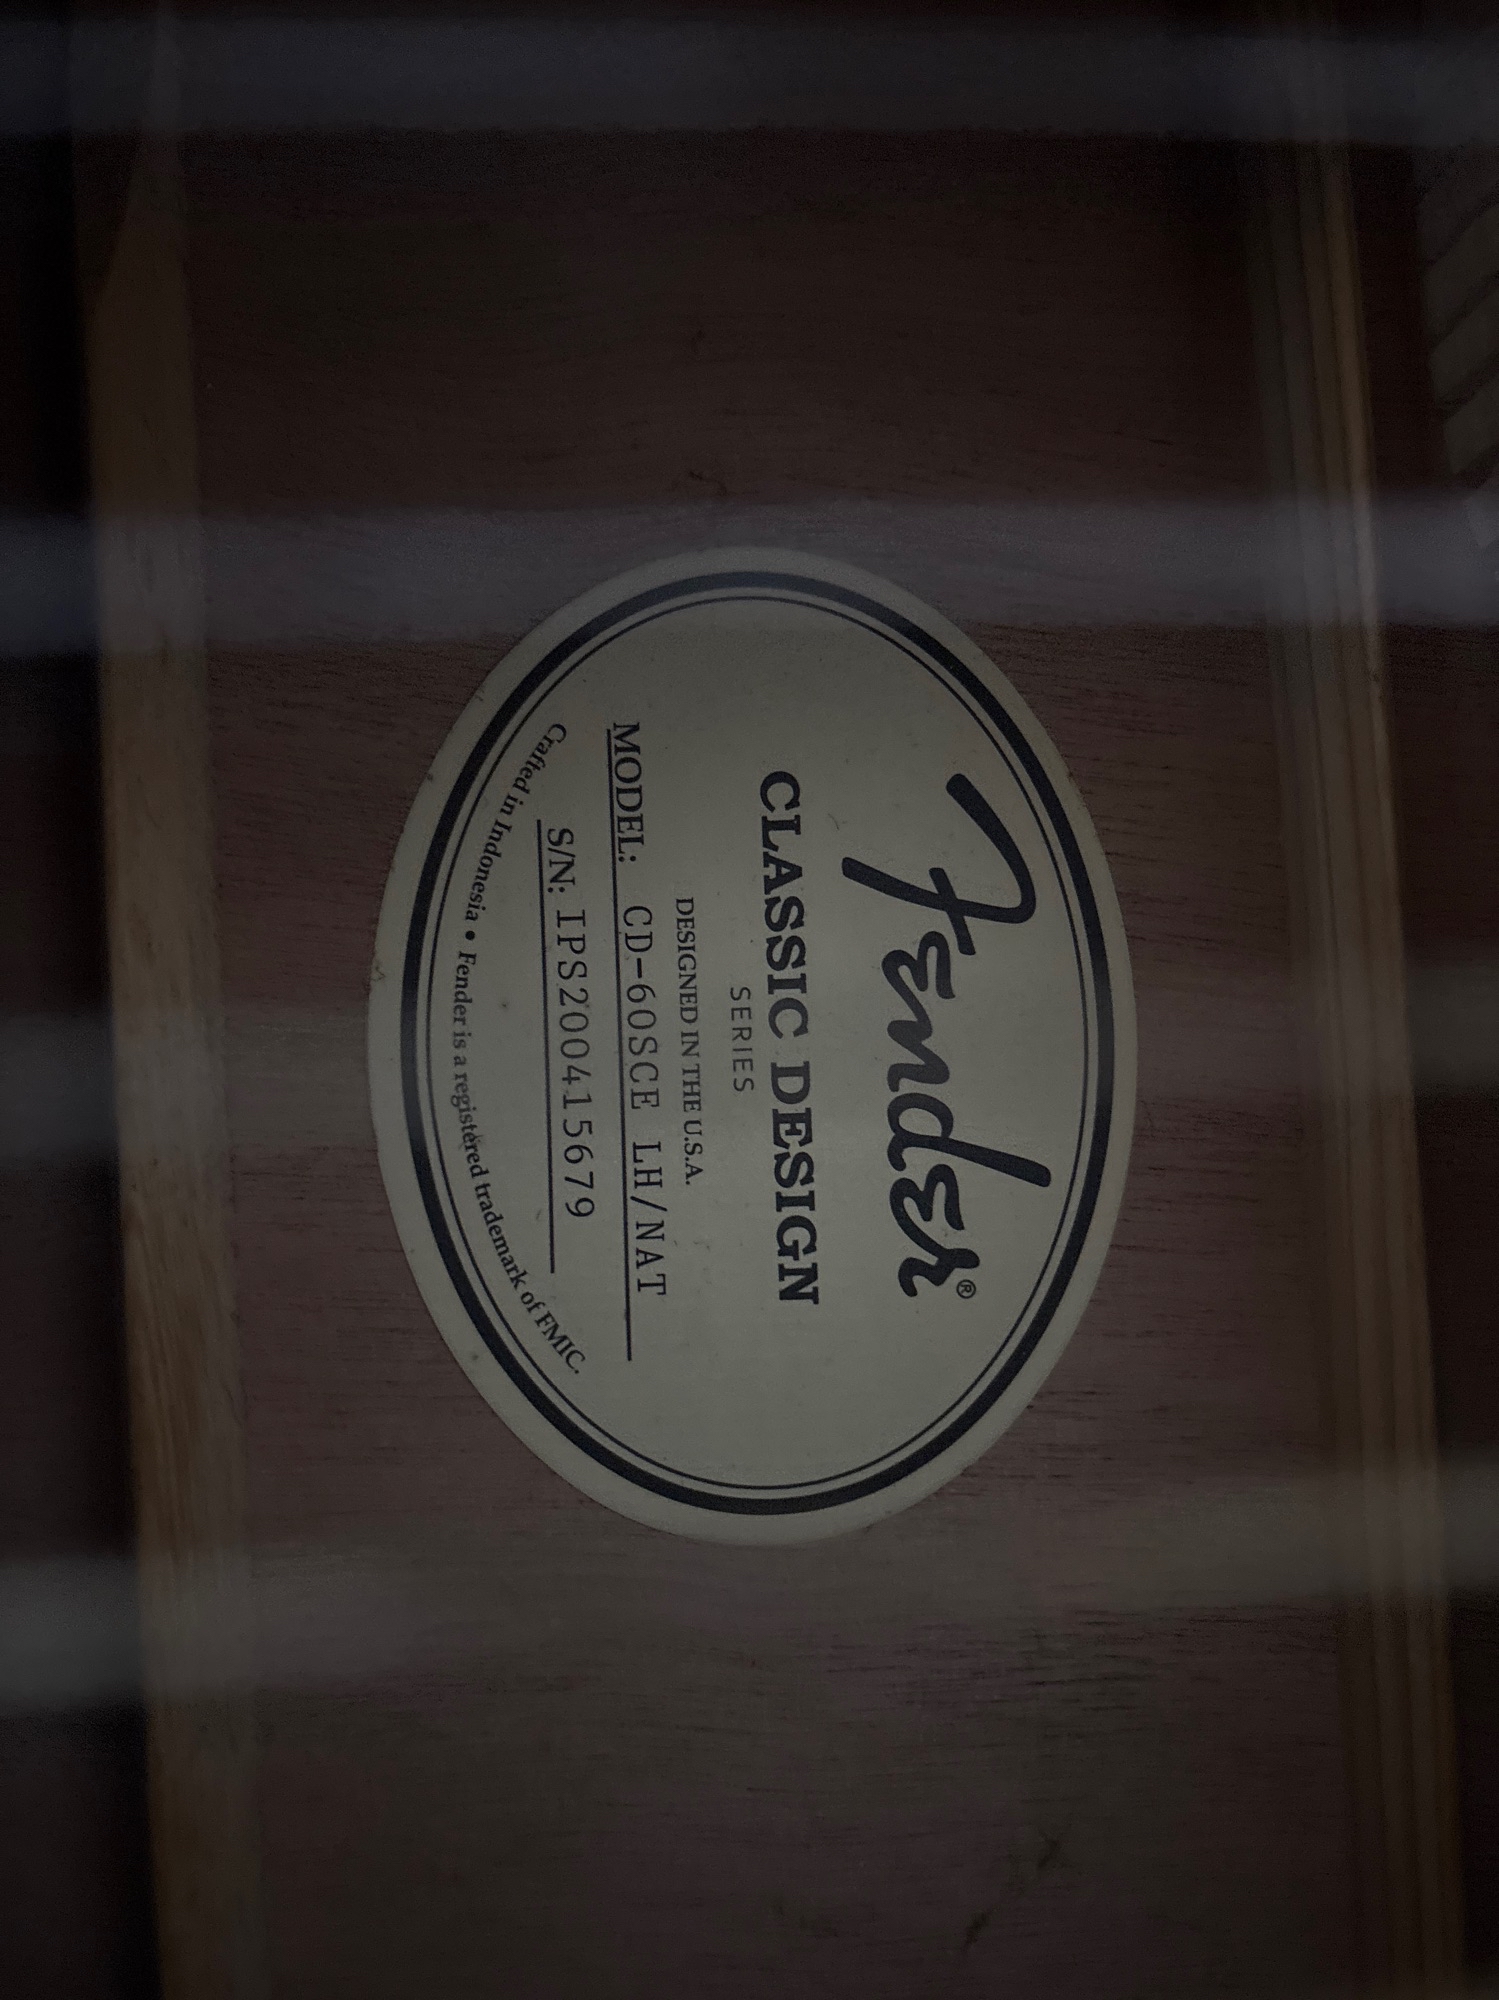 Fender®
CLASSIC DESIGN
SERIES
DESIGNED IN THE U.S.A.
MODEL: CD-60SCE LH/NAT
S/N: IPS200415679
Crafted in Indonesia • Fender is a registered trademark of FMIC.